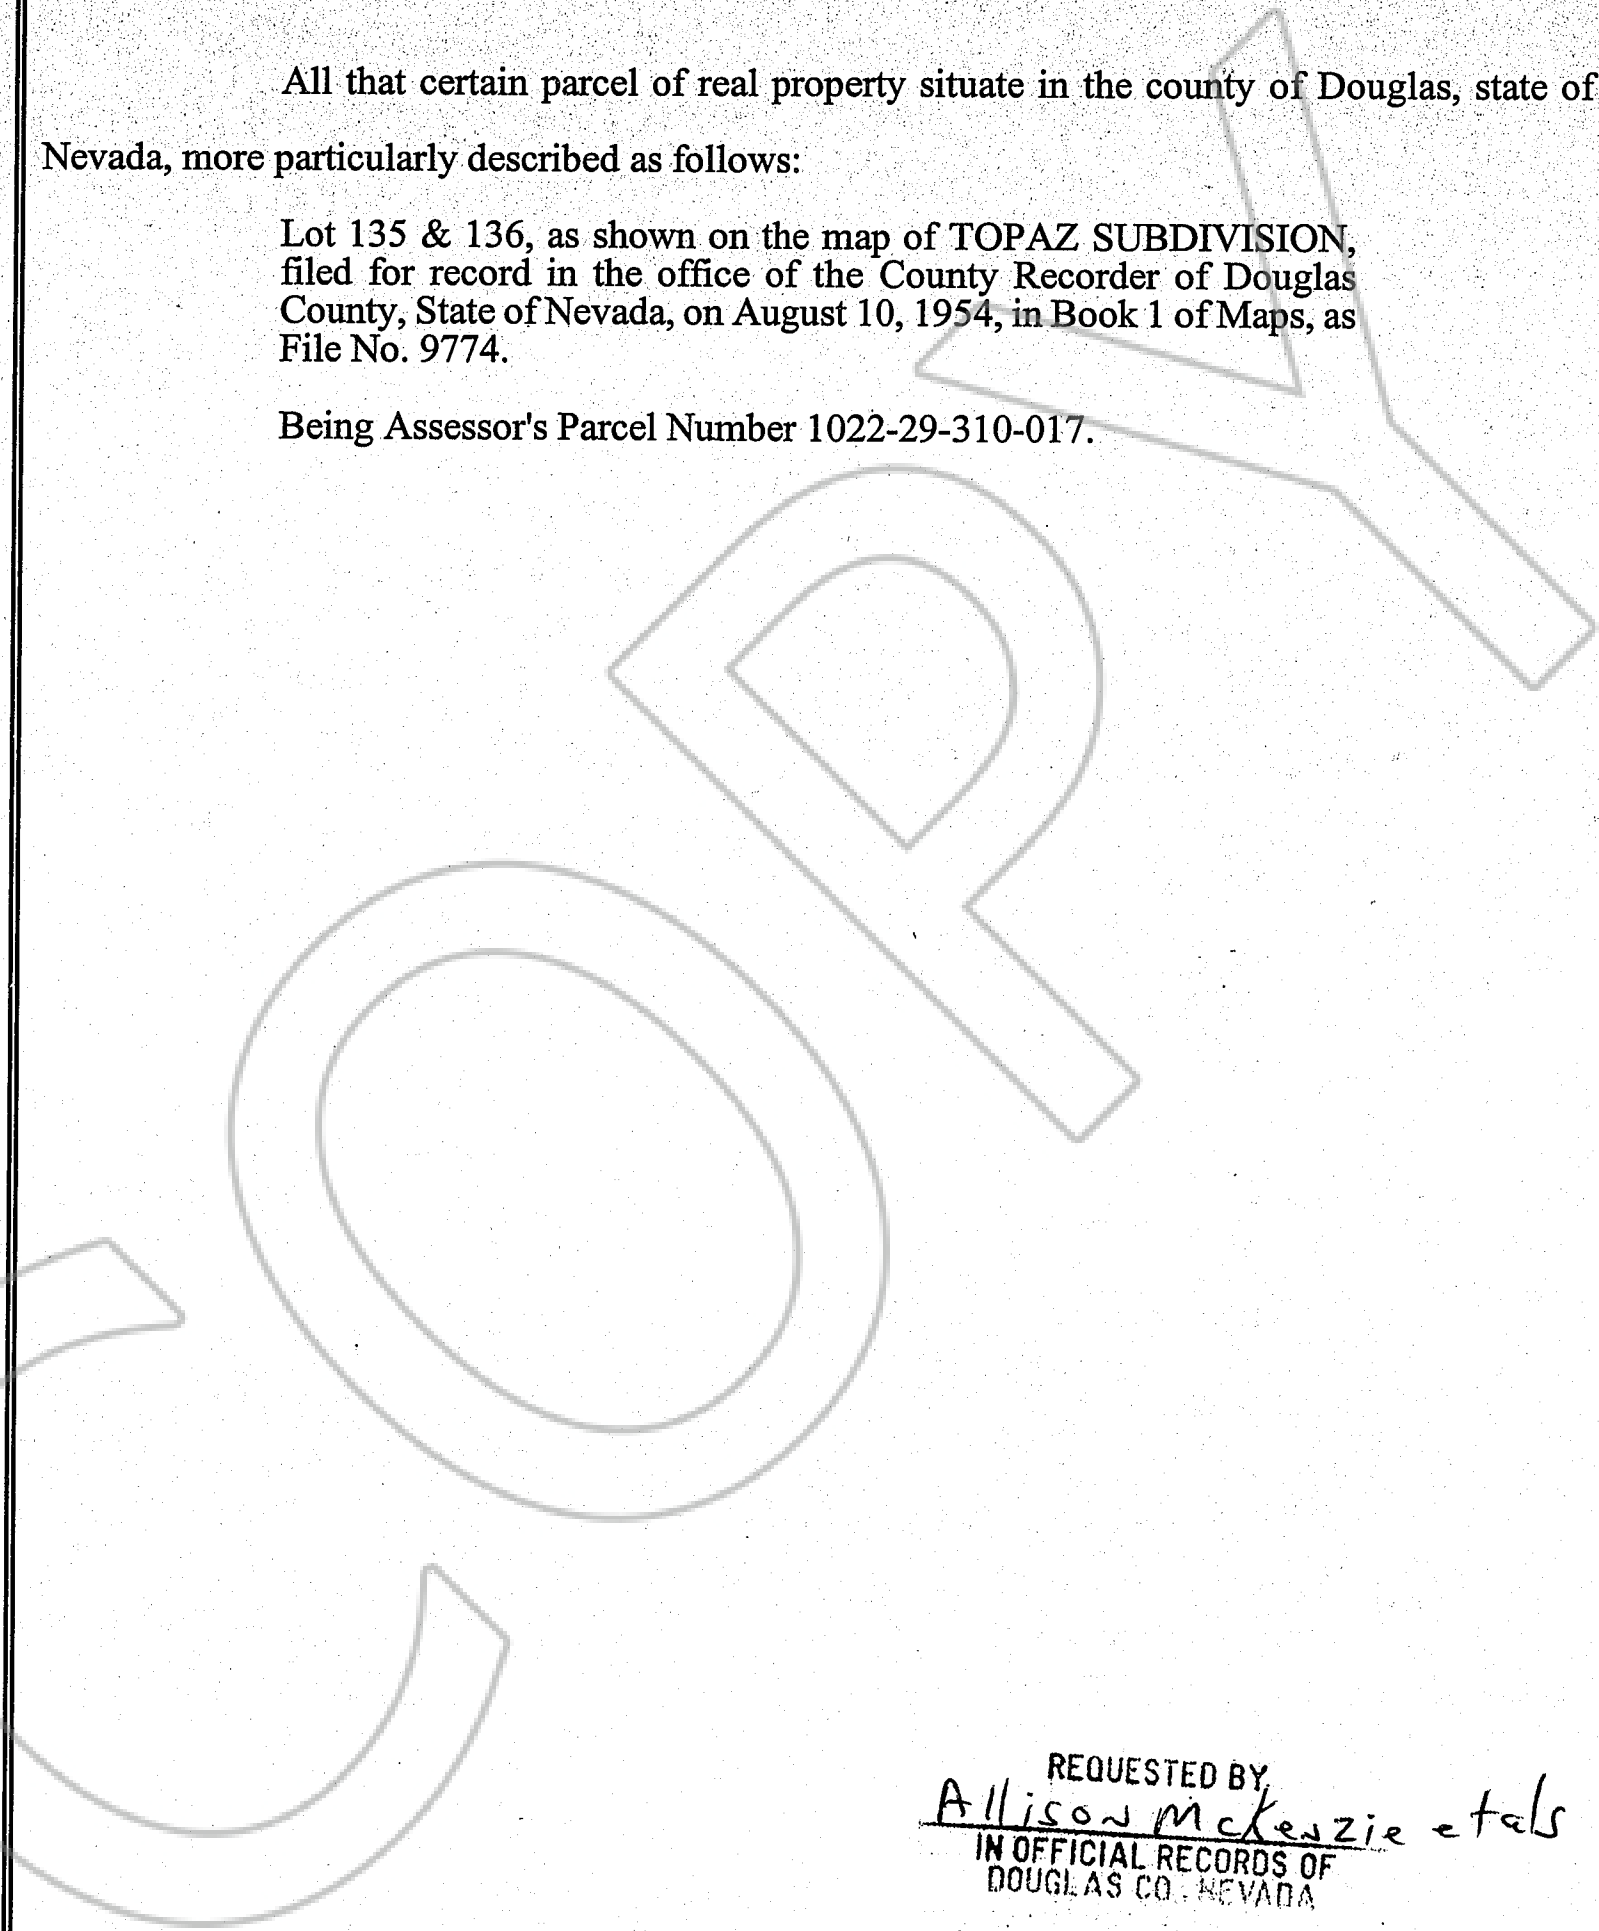 All that certain parcel of real property situate in the county of Douglas, state of
Nevada, more particularly described as follows:
Lot 135 & 136, as shown on the map of TOPAZ SUBDIVISION,
filed for record in the office of the County Recorder of Douglas
County, State of Nevada, on August 10, 1954, in Book 1 of Maps, as
File No. 9774.
Being Assessor's Parcel Number 1022-29-310-017.
COPY
REQUESTED BY
Allison McKenzie etals
IN OFFICIAL RECORDS OF
DOUGLAS CO., NEVADA